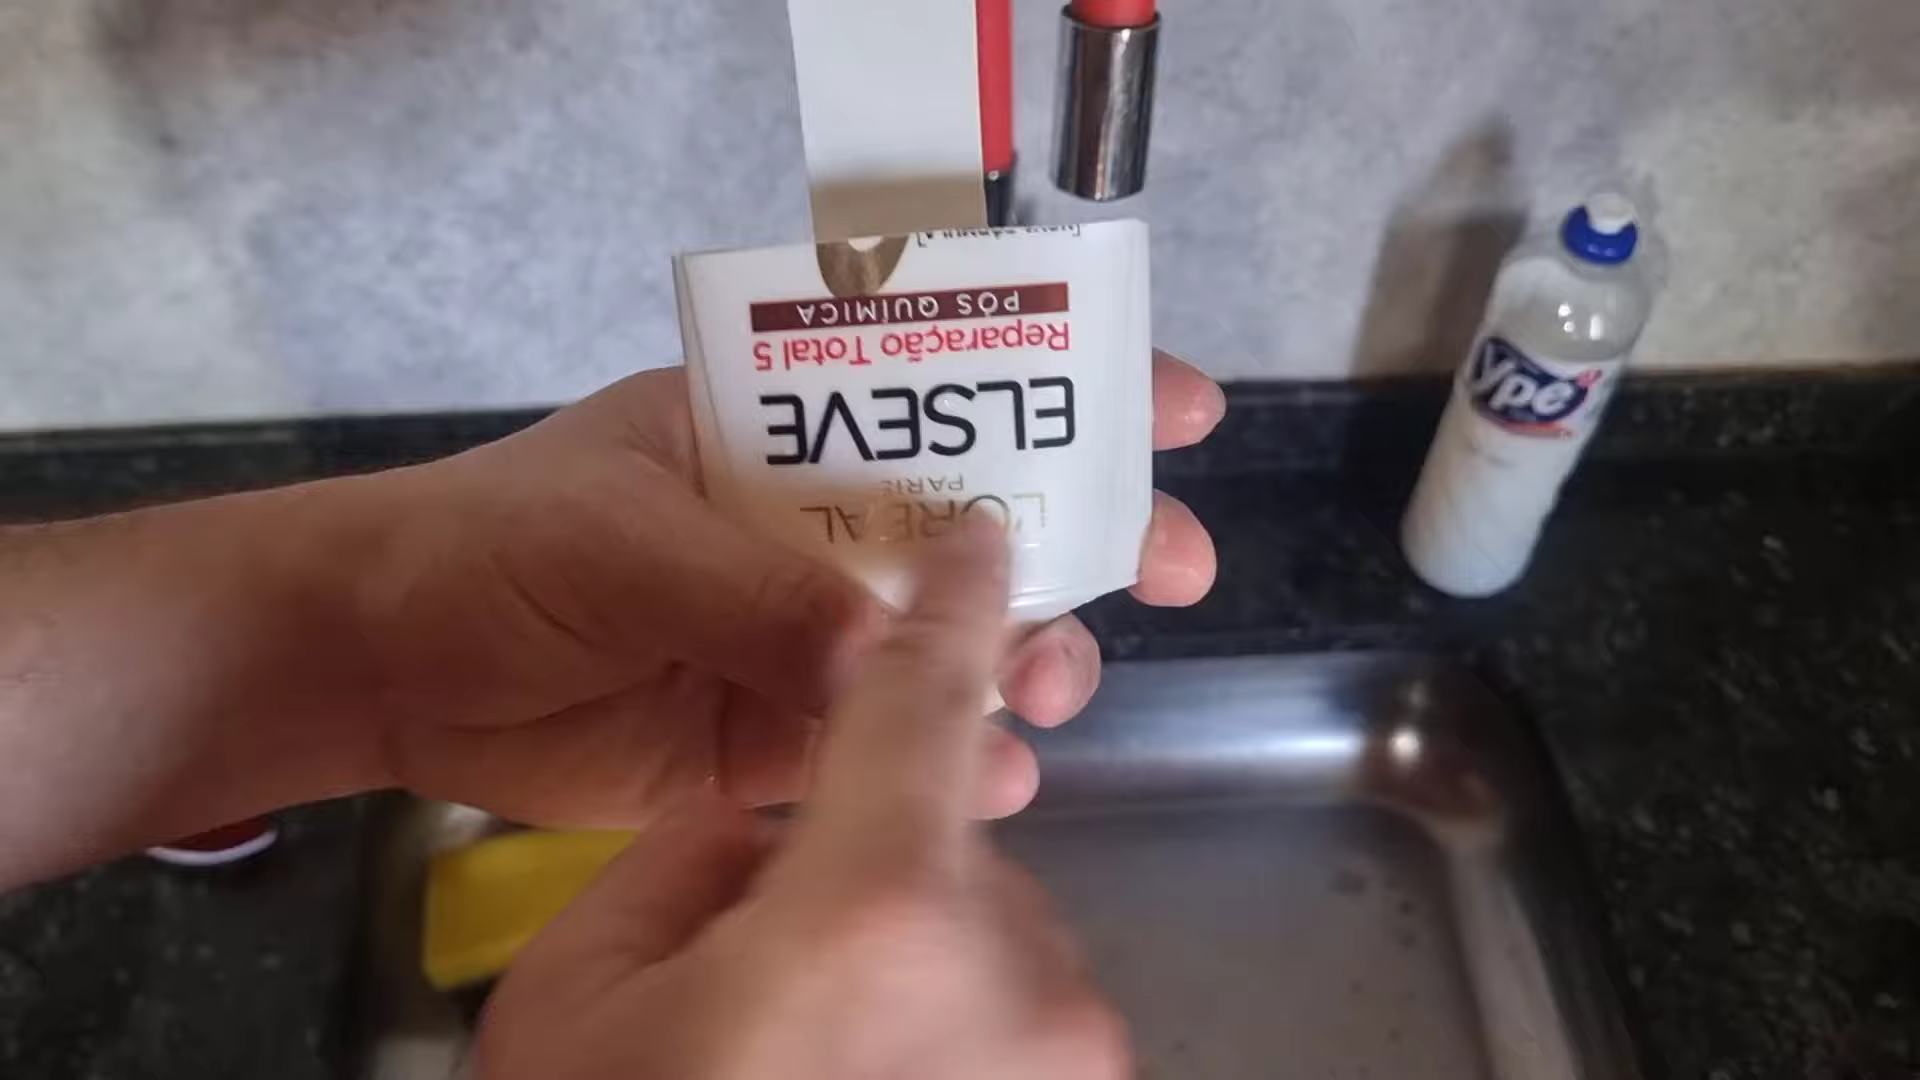 L'ORÉAL
PARIS
ELSEVE
Reparação Total 5
PÓS QUÍMICA
Ypê